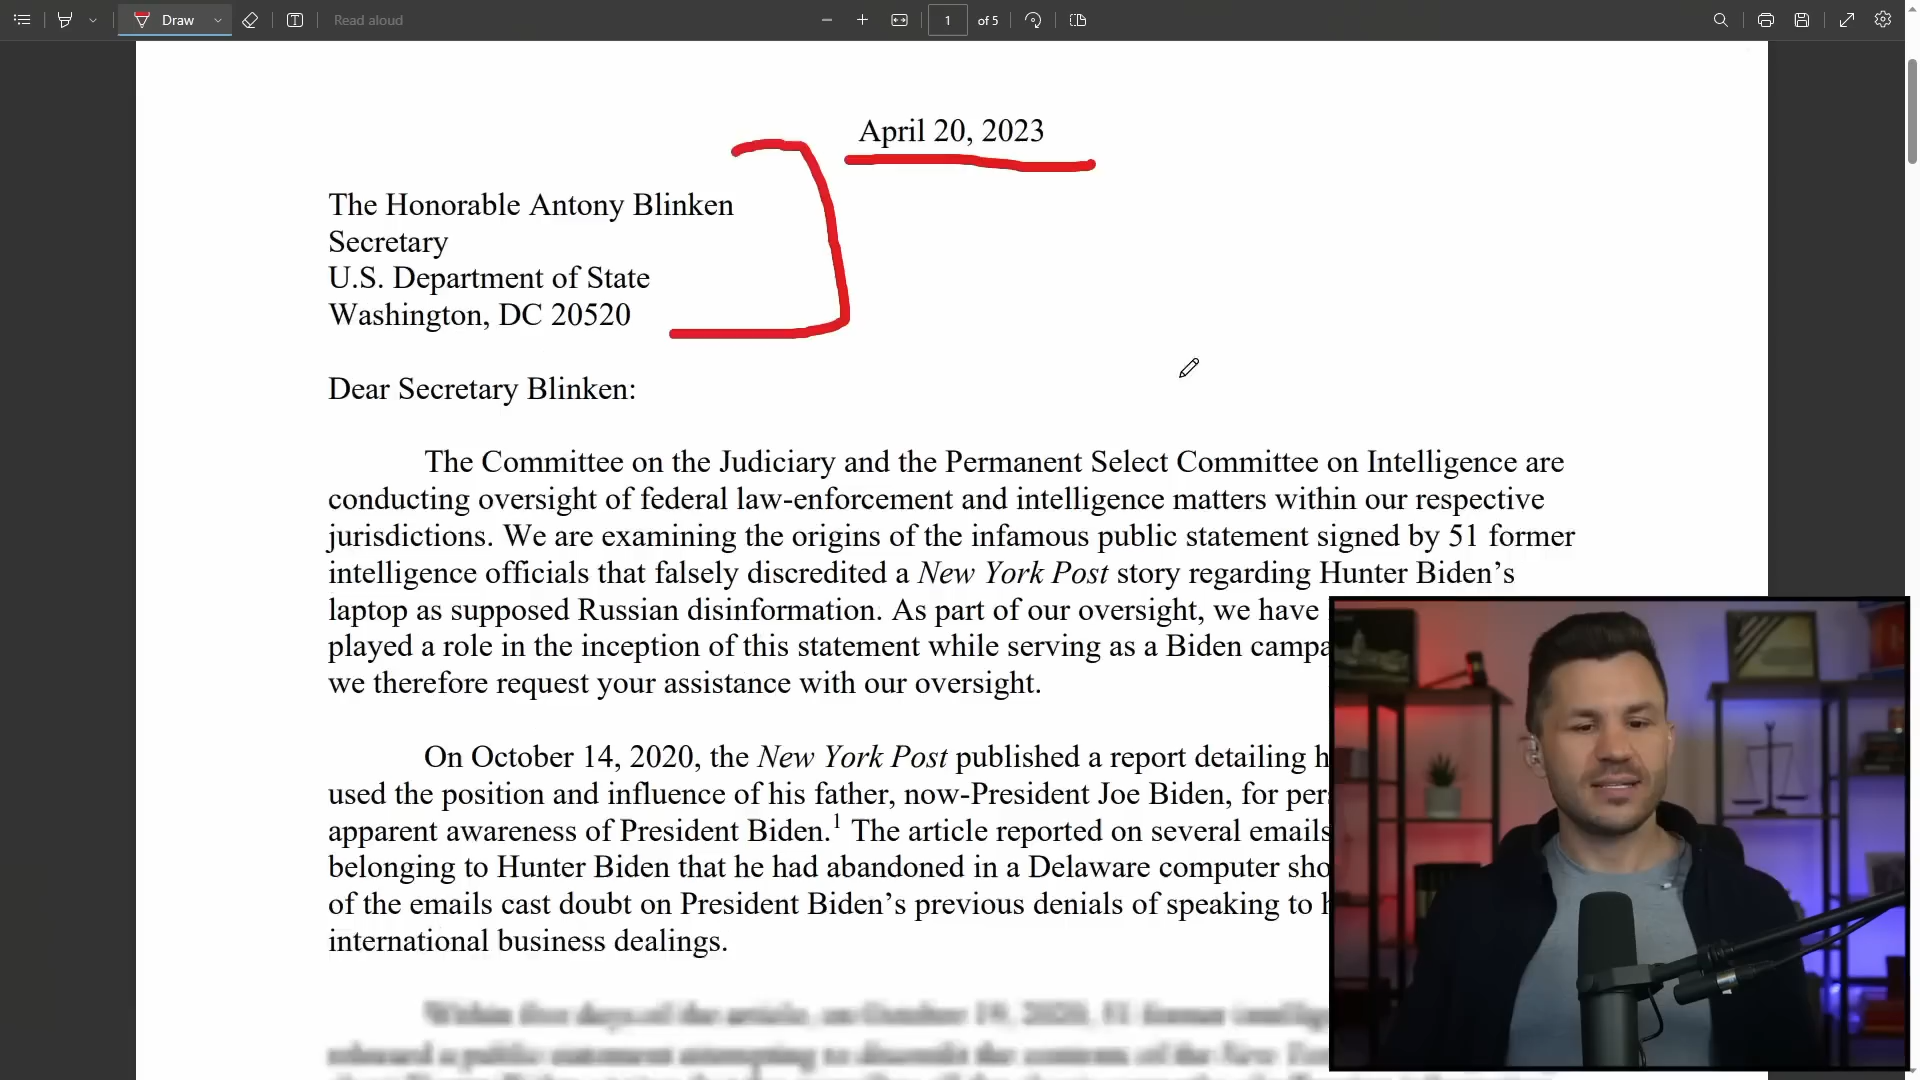 Draw
Read aloud
1 of 5
April 20, 2023
The Honorable Antony Blinken
Secretary
U.S. Department of State
Washington, DC 20520
Dear Secretary Blinken:
The Committee on the Judiciary and the Permanent Select Committee on Intelligence are
conducting oversight of federal law-enforcement and intelligence matters within our respective
jurisdictions. We are examining the origins of the infamous public statement signed by 51 former
intelligence officials that falsely discredited a New York Post story regarding Hunter Biden’s
laptop as supposed Russian disinformation. As part of our oversight, we have
played a role in the inception of this statement while serving as a Biden
we therefore request your assistance with our oversight.
On October 14, 2020, the New York Post published a report detailing
used the position and influence of his father, now-President Joe Biden, for
apparent awareness of President Biden.1 The article reported on several emails
belonging to Hunter Biden that he had abandoned in a Delaware computer
of the emails cast doubt on President Biden’s previous denials of speaking to
international business dealings.